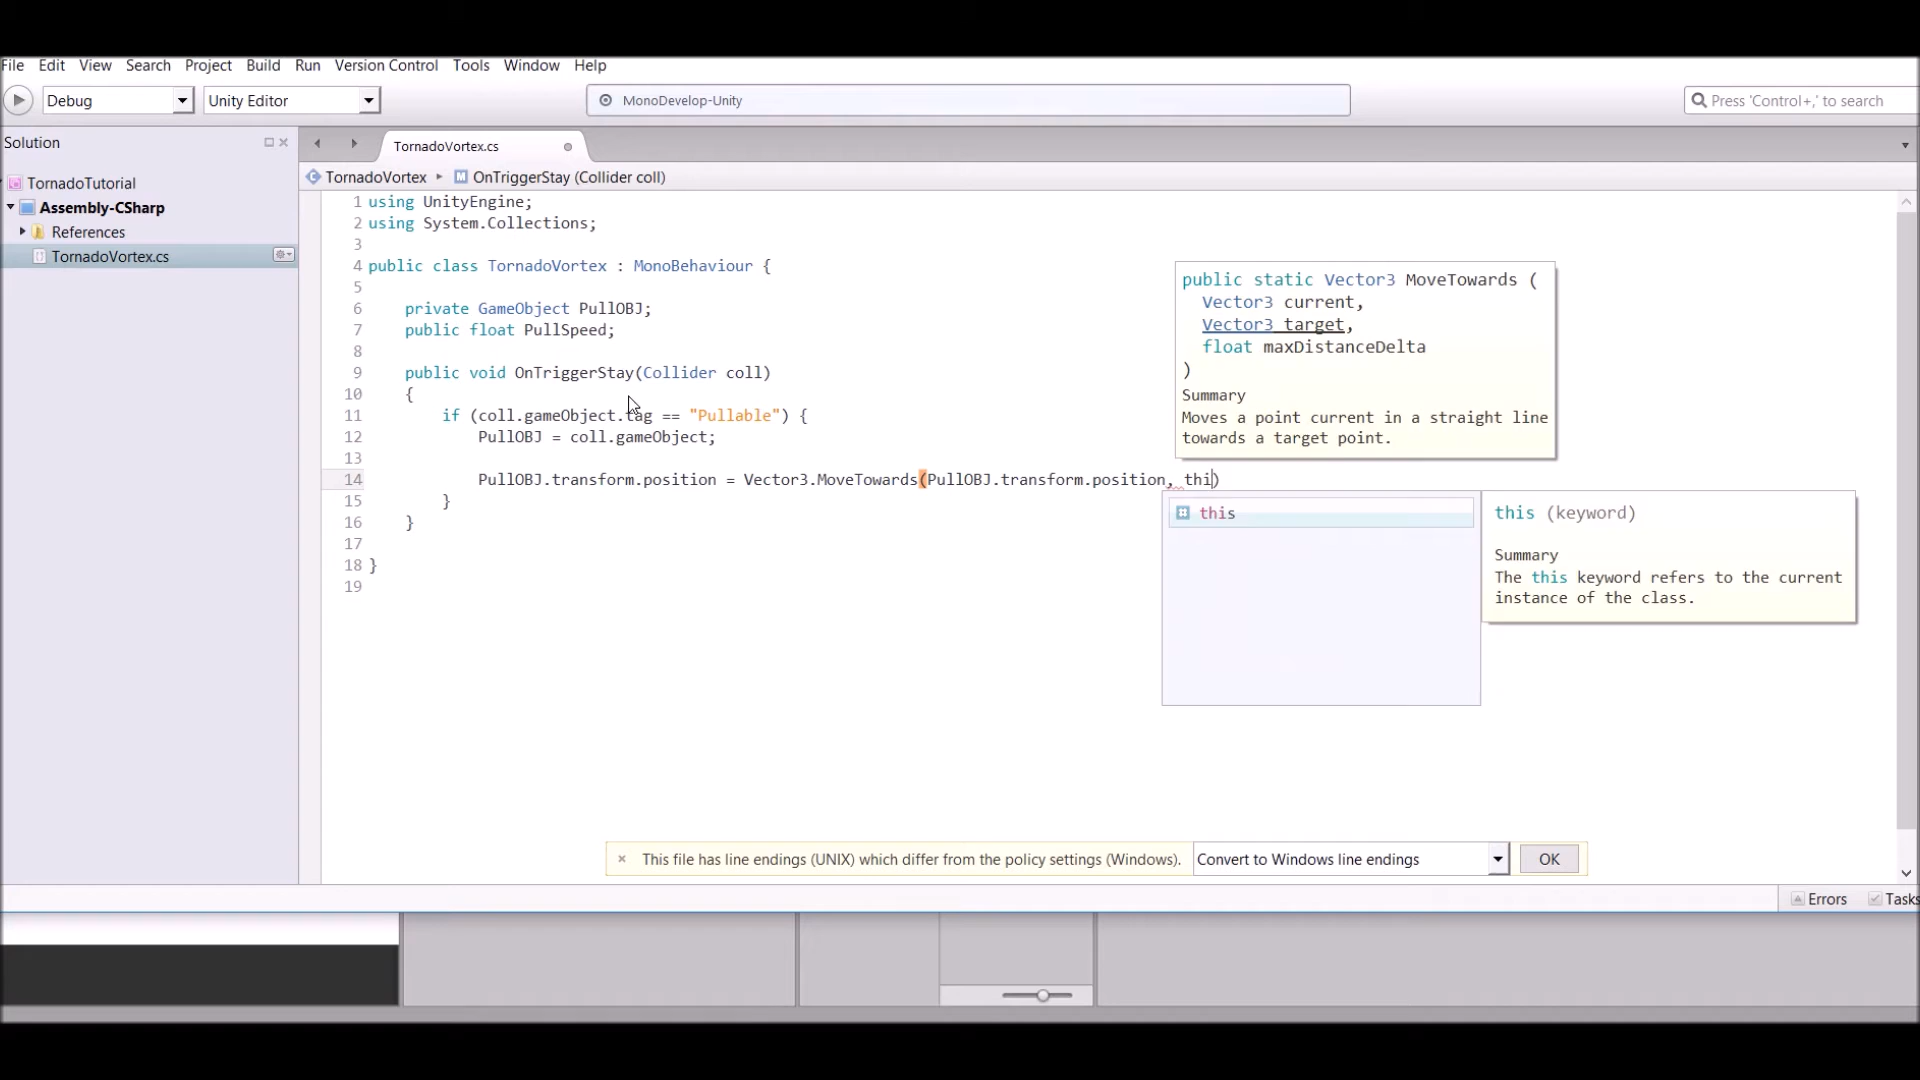 File Edit View Search Project Build Run Version Control Tools Window Help
Debug Unity Editor MonoDevelop-Unity Press 'Control+,' to search
Solution
TornadoTutorial
Assembly-CSharp
References
TornadoVortex.cs
TornadoVortex.cs
TornadoVortex OnTriggerStay (Collider coll)
1 using UnityEngine;
2 using System.Collections;
3
4 public class TornadoVortex : MonoBehaviour {
5
6 private GameObject PullOBJ;
7 public float PullSpeed;
8
9 public void OnTriggerStay(Collider coll)
10 {
11 if (coll.gameObject.tag == "Pullable") {
12 PullOBJ = coll.gameObject;
13
14 PullOBJ.transform.position = Vector3.MoveTowards(PullOBJ.transform.position, thi)
15 }
16 }
17
18 }
19
public static Vector3 MoveTowards (
Vector3 current,
Vector3 target,
float maxDistanceDelta
)
Summary
Moves a point current in a straight line
towards a target point.
this
this (keyword)
Summary
The this keyword refers to the current
instance of the class.
× This file has line endings (UNIX) which differ from the policy settings (Windows). Convert to Windows line endings OK
Errors Tasks